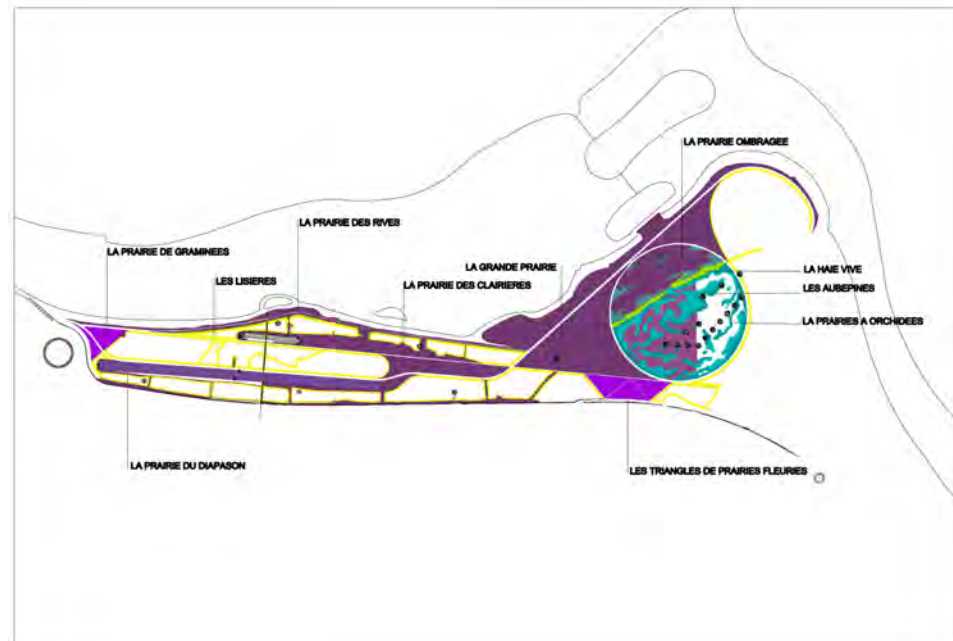 LA PRAIRIE OMBRAGEE
LA PRAIRIE DES RIVES
LA PRAIRIE DE GRAMINEES
LA GRANDE PRAIRIE
LA HAIE VIVE
LES LISIERES
LA PRAIRIE DES CLAIRIERES
LES AUBEPINES
LA PRAIRIES A ORCHIDEES
LA PRAIRIE DU DIAPASON
LES TRIANGLES DE PRAIRIES FLEURIES